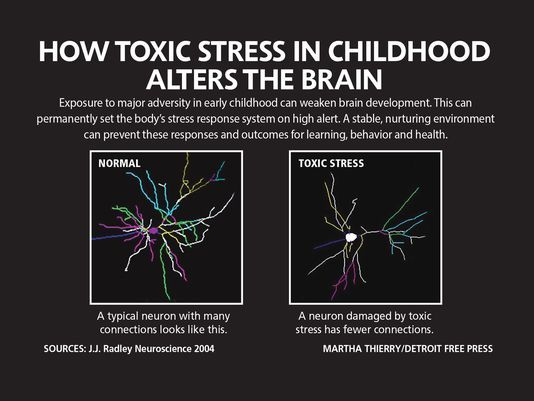 HOW TOXIC STRESS IN CHILDHOOD
ALTERS THE BRAIN
Exposure to major adversity in early childhood can weaken brain development. This can
permanently set the body's stress response system on high alert. A stable, nurturing environment
can prevent these responses and outcomes for learning, behavior and health.
NORMAL
TOXIC STRESS
A typical neuron with many
connections looks like this.
A neuron damaged by toxic
stress has fewer connections.
SOURCES: J.J. Radley Neuroscience 2004
MARTHA THIERRY/DETROIT FREE PRESS